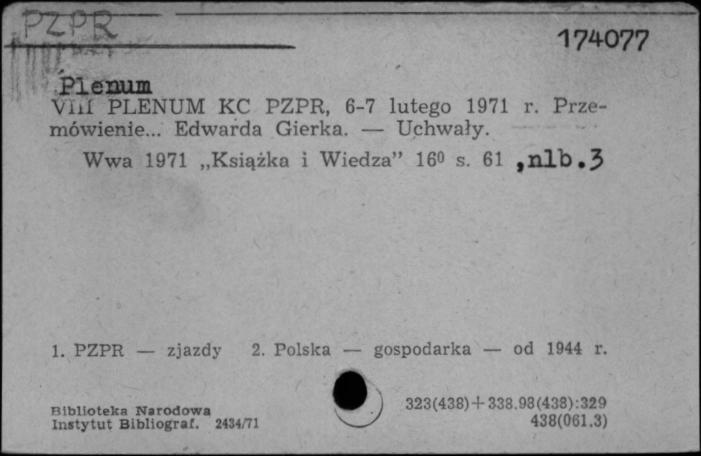 PZPR
174077
Plenum
VIII PLENUM KC PZPR, 6-7 lutego 1971 r. Prze-
mówienie... Edwarda Gierka. — Uchwały.
Wwa 1971 „Książka i Wiedza” 16⁰ s. 61 ,nlb.3
1. PZPR — zjazdy 2. Polska — gospodarka — od 1944 r.
323(438)+338.98(438):329
Biblioteka Narodowa
438(061.3)
Instytut Bibliograf. 2434/71